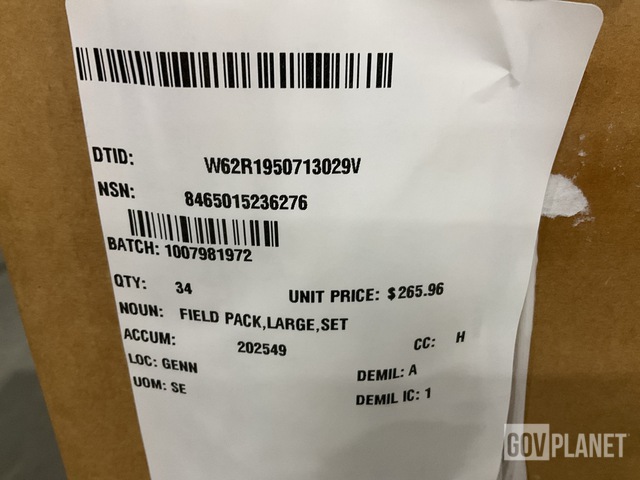 DTID: W62R1950713029V
NSN: 8465015236276
BATCH: 1007981972
QTY: 34 UNIT PRICE: $265.96
NOUN: FIELD PACK,LARGE,SET
ACCUM: 202549 CC: H
LOC: GENN DEMIL: A
UOM: SE DEMIL IC: 1
GOVPLANET